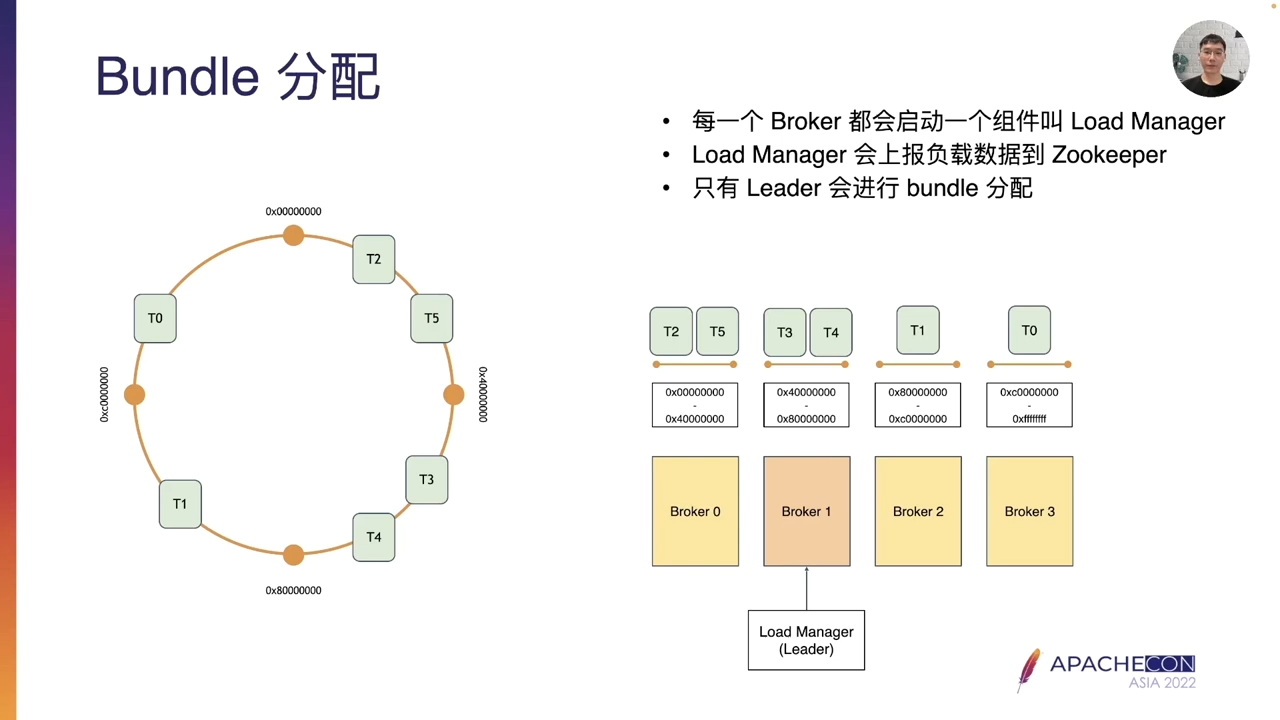 Bundle 分配
• 每一个 Broker 都会启动一个组件叫 Load Manager
• Load Manager 会上报负载数据到 Zookeeper
• 只有 Leader 会进行 bundle 分配
0x00000000
T2
T0
T5
0xc0000000
0x40000000
T3
T1
T4
0x80000000
T2 T5 T3 T4 T1 T0
0x00000000
-
0x40000000
0x40000000
-
0x80000000
0x80000000
-
0xc0000000
0xc0000000
-
0xffffffff
Broker 0 Broker 1 Broker 2 Broker 3
Load Manager
(Leader)
APACHECON
ASIA 2022